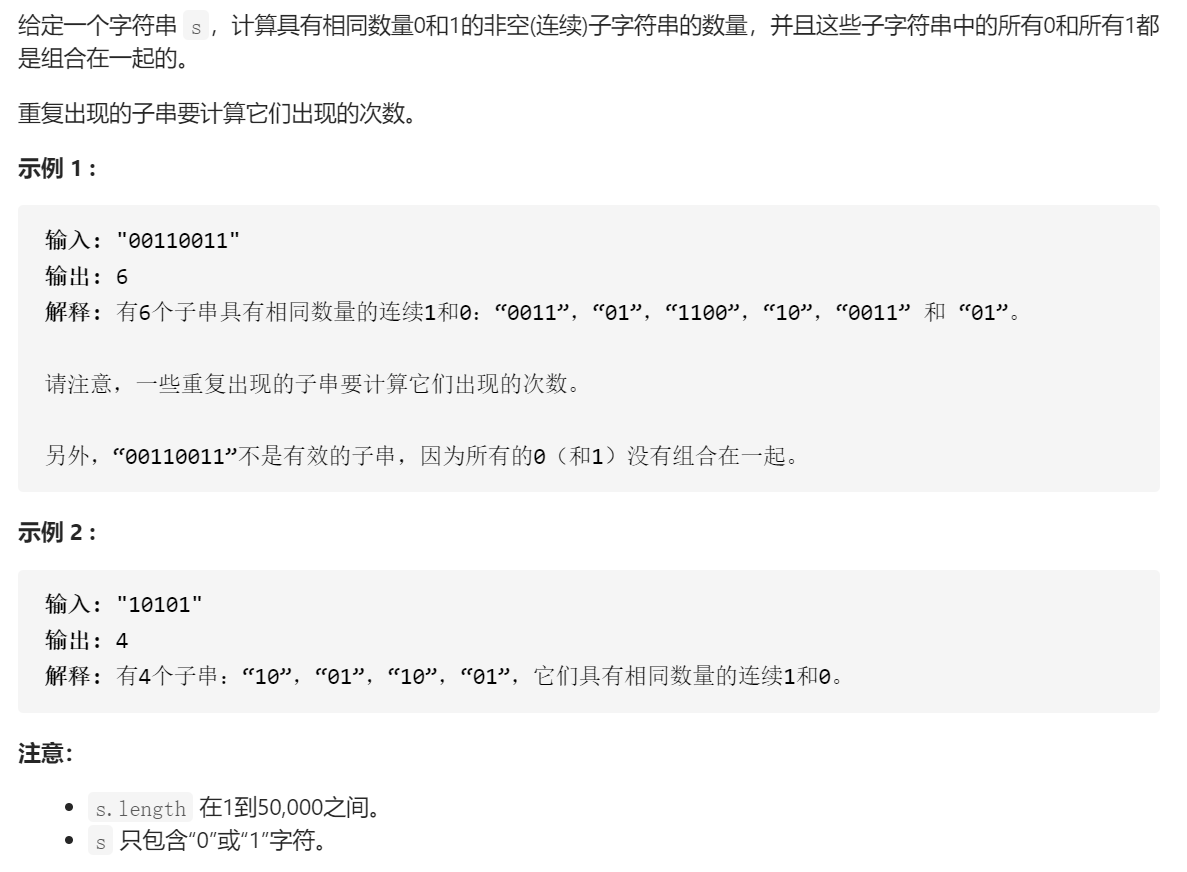 给定一个字符串 s，计算具有相同数量0和1的非空(连续)子字符串的数量，并且这些子字符串中的所有0和所有1都
是组合在一起的。
重复出现的子串要计算它们出现的次数。
示例 1 :
输入: "00110011"
输出: 6
解释: 有6个子串具有相同数量的连续1和0：“0011”，“01”，“1100”，“10”，“0011” 和 “01”。
请注意，一些重复出现的子串要计算它们出现的次数。
另外，“00110011”不是有效的子串，因为所有的0（和1）没有组合在一起。
示例 2 :
输入: "10101"
输出: 4
解释: 有4个子串：“10”，“01”，“10”，“01”，它们具有相同数量的连续1和0。
注意：
• s.length 在1到50,000之间。
• s 只包含“0”或“1”字符。